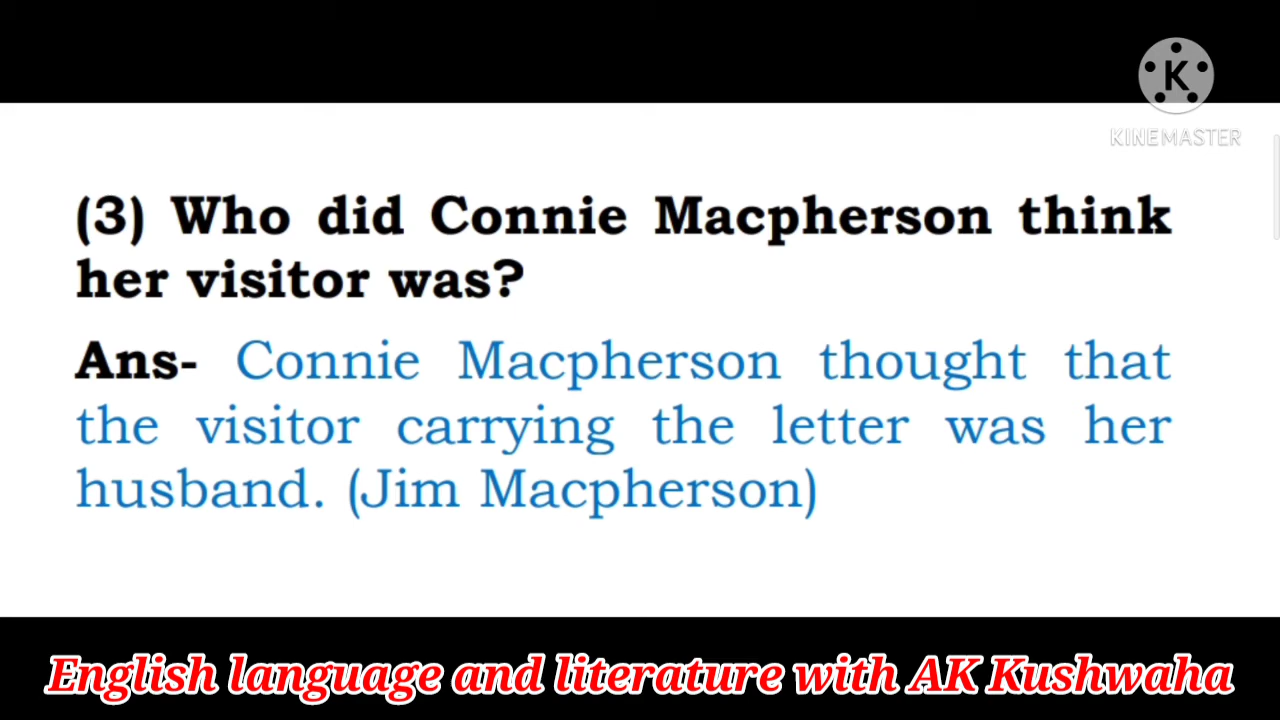 K
KINEMASTER
(3) Who did Connie Macpherson think
her visitor was?
Ans- Connie Macpherson thought that
the visitor carrying the letter was her
husband. (Jim Macpherson)
English language and literature with AK Kushwaha